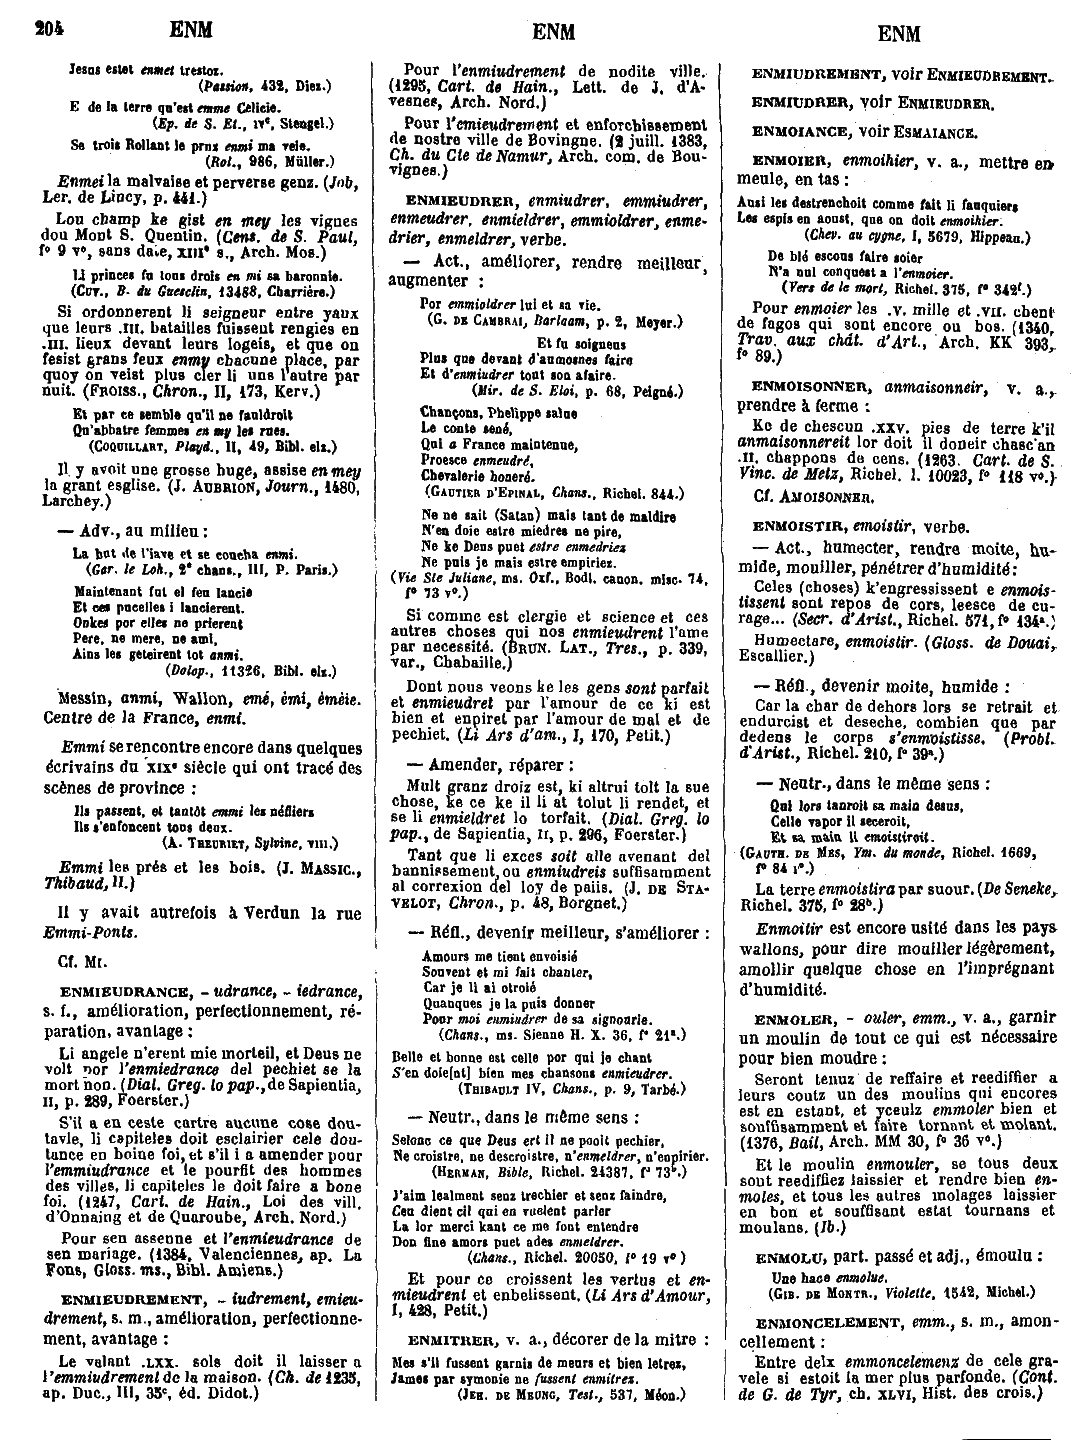 204 ENM ENM ENM
Jesus estet enmet trestoz.
(Passion, 432, Diez.)
E de la terre qu'est emme Celicie.
(Ep. de S. Et., IVe, Stengel.)
Se trois Rollant le pruz enmi ma veie.
(Rol., 986, Müller.)
Enmei la malvaise et perverse genz. (Job,
Ler. de Lincy, p. 441.)
Lou champ ke gist en mey les vignes
dou Mont S. Quentin. (Cens. de S. Paul,
fo 9 vo, sans date, XIIIe s., Arch. Mos.)
Li princes fu tous drois en mi sa baronnie.
(CUV., B. du Guesclin, 13488, Charrière.)
Si ordonnerent li seigneur entre yaux
que leurs .III. batailles fuissent rengies en
.III. lieux devant leurs logeis, et que on
fesist grans feux enmy chacune place, par
quoy on veist plus cler li uns l'autre par
nuit. (FROISS., Chron., II, 173, Kerv.)
Et par ce semble qu'il ne fauldroit
Qu'abbatre femmes en my les rues.
(COQUILLART, Playd., II, 49, Bibl. elz.)
Il y avoit une grosse huge, assise en mey
la grant esglise. (J. AUBRION, Journ., 1480,
Larchey.)
— Adv., au milieu :
La but de l'iave et se coucha enmi.
(Gar. le Loh., 2e chans., III, P. Paris.)
Maintenant fut el feu lancié
Et ces pucelles i lancierent.
Onkes por elles ne prierent
Pere, ne mere, ne ami,
Ains les geteirent tot anmi.
(Dolop., 11326, Bibl. elz.)
Messin, anmi, Wallon, emé, èmi, èmèie.
Centre de la France, enmi.
Emmi se rencontre encore dans quelques
écrivains du XIXe siècle qui ont tracé des
scènes de province :
Ils passent, et tantôt emmi les néfliers
Ils s'enfoncent tous deux.
(A. THEURIET, Sylvine, VIII.)
Emmi les prés et les bois. (J. MASSIC.,
Thibaud, II.)
Il y avait autrefois à Verdun la rue
Emmi-Ponts.
Cf. MI.
ENMIEUDRANCE, - udrance, - iedrance,
s. f., amélioration, perfectionnement, ré-
paration, avantage :
Li angele n'erent mie morteil, et Deus ne
volt por l'enmiedrance del pechiet se la
mort non. (Dial. Greg. lo pap., de Sapientia,
II, p. 289, Foerster.)
S'il a en ceste cartre aucune cose dou-
tavle, li capiteles doit esclairier cele dou-
tance en boine foi, et s'il i a amender pour
l'emmiudrance et le pourfit des hommes
des villes, li capiteles le doit faire a bone
foi. (1247, Cart. de Hain., Loi des vill.
d'Onnaing et de Quaroube, Arch. Nord.)
Pour sen assenne et l'enmieudrance de
sen mariage. (1384, Valenciennes, ap. La
Fons, Gloss. ms., Bibl. Amiens.)
ENMIEUDREMENT, - iudrement, emieu-
drement, s. m., amélioration, perfectionne-
ment, avantage :
Le valant .LXX. sols doit il laisser a
l'emmiudrement de la maison. (Ch. de 1235,
ap. Duc., III, 35c, éd. Didot.)
Pour l'enmiudrement de nodite ville.
(1295, Cart. de Hain., Lett. de J. d'A-
vesnes, Arch. Nord.)
Pour l'emieudrement et enforchissement
de nostre ville de Bovingne. (2 juill. 1383,
Ch. du Cte de Namur, Arch. com. de Bou-
vignes.)
ENMIEUDRER, enmiudrer, emmiudrer,
enmeudrer, enmieldrer, emmioldrer, enme-
drier, enmeldrer, verbe.
— Act., améliorer, rendre meilleur,
augmenter :
Por emmioldrer lui et sa vie.
(G. DE CAMBRAI, Barlaam, p. 2, Meyer.)
Et fu soigneus
Plus que devant d'aumosnes faire
Et d'enmiudrer tout son afaire.
(Mir. de S. Eloi, p. 68, Peigné.)
Chançons, Phelippe salue
Le conte sené,
Qui a France maintenue,
Proesce enmeudré,
Chevalerie honeré.
(GAUTIER D'EPINAL, Chans., Richel. 844.)
Ne ne sait (Satan) mais tant de maldire
N'en doie estre miedres ne pire,
Ne ke Deus puet estre enmedriez
Ne puis je mais estre empiriez.
(Vie Ste Juliane, ms. Oxf., Bodl. canon. misc. 74,
fo 73 vo.)
Si comme est clergie et science et ces
autres choses qui nos enmieudrent l'ame
par necessité. (BRUN. LAT., Tres., p. 339,
var., Chabaille.)
Dont nous veons ke les gens sont parfait
et enmieudret par l'amour de ce ki est
bien et enpiret par l'amour de mal et de
pechiet. (Li Ars d'am., I, 170, Petit.)
— Amender, réparer :
Mult granz droiz est, ki altrui tolt la sue
chose, ke ce ke il li at tolut li rendet, et
se li enmieldret lo torfait. (Dial. Greg. lo
pap., de Sapientia, II, p. 296, Foerster.)
Tant que li exces soit alle avenant del
bannissement, ou enmiudreis suffisamment
al correxion del loy de paiis. (J. DE STA-
VELOT, Chron., p. 48, Borgnet.)
— Réfl., devenir meilleur, s'améliorer :
Amours me tient envoisié
Souvent et mi fait chanter,
Car je li ai otroié
Quanques je la puis donner
Pour moi enmiudrer de sa signourie.
(Chans., ms. Sienne H. X. 36, fo 21a.)
Belle et bonne est celle por qui je chant
S'en doie[nt] bien mes chansons enmieudrer.
(THIBAULT IV, Chans., p. 9, Tarbé.)
— Neutr., dans le même sens :
Selonc ce que Deus ert il ne pooit pechier,
Ne croistre, ne descroistre, n'enmeldrer, n'enpirier.
(HERMAN, Bible, Richel. 24387, fo 73b.)
J'aim lealment senz trechier et senz faindre,
Ceu dient cil qui en vuelent parler
La lor merci kant ce me font entendre
Don fine amors puet ades enmeldrer.
(Chans., Richel. 20050, fo 19 vo)
Et pour ce croissent les vertus et en-
mieudrent et enbelissent. (Li Ars d'Amour,
I, 428, Petit.)
ENMITRER, v. a., décorer de la mitre :
Mes s'il fussent garnis de meurs et bien letrez,
James par symonie ne fussent enmitrez.
(JEH. DE MEUNG, Test., 537, Méon.)
ENMIUDREMENT, voir ENMIEUDREMENT.
ENMIUDRER, voir ENMIEUDRER.
ENMOIANCE, voir ESMAIANCE.
ENMOIER, enmoihier, v. a., mettre en
meule, en tas :
Ausi les destrenchoit comme fait li fauquiers
Les espis en aoust, que on doit enmoihier.
(Chev. au cygne, I, 5679, Hippeau.)
De blé escous faire soier
N'a nul conquest a l'enmoier.
(Vers de le mort, Richel. 375, fo 342f.)
Pour enmoier les .V. mille et .VII. chent
de fagos qui sont encore ou bos. (1340,
Trav. aux chât. d'Art., Arch. KK 393,
fo 89.)
ENMOISONNER, anmaisonneir, v. a.,
prendre à ferme :
Ke de chescun .XXV. pies de terre k'il
anmaisonnereit lor doit il doneir chasc'an
.II. chappons de cens. (1263. Cart. de S.
Vinc. de Metz, Richel. l. 10023, fo 118 vo.)
Cf. AMOISONNER.
ENMOISTIR, emoistir, verbe.
— Act., humecter, rendre moite, hu-
mide, mouiller, pénétrer d'humidité :
Celes (choses) k'engressissent e enmois-
tissent sont repos de cors, leesce de cu-
rage... (Secr. d'Arist., Richel. 571, fo 134a.)
Humectare, enmoistir. (Gloss. de Douai,
Escallier.)
— Réfl., devenir moite, humide :
Car la char de dehors lors se retrait et
endurcist et deseche, combien que par
dedens le corps s'enmoistisse. (Probl.
d'Arist., Richel. 210, fo 39a.)
— Neutr., dans le même sens :
Qui lors tanroit sa main desus,
Celle vapor il seceroit,
Et sa main li emoistiroit.
(GAUTH. DE MES, Ym. du monde, Richel. 1669,
fo 84 ro.)
La terre enmoistira par suour. (De Seneke,
Richel. 375, fo 28b.)
Enmoitir est encore usité dans les pays
wallons, pour dire mouiller légèrement,
amollir quelque chose en l'imprégnant
d'humidité.
ENMOLER, - ouler, emm., v. a., garnir
un moulin de tout ce qui est nécessaire
pour bien moudre :
Seront tenuz de reffaire et reediffier a
leurs coutz un des moulins qui encores
est en estant, et yceulz emmoler bien et
souffisamment et faire tornant et molant.
(1376, Bail, Arch. MM 30, fo 36 vo.)
Et le moulin enmouler, se tous deux
sout reediffiez laissier et rendre bien en-
moles, et tous les autres molages laissier
en bon et souffisant estat tournans et
moulans. (Ib.)
ENMOLU, part. passé et adj., émoulu :
Une hace enmolue.
(GIB. DE MONTR., Violette, 1542, Michel.)
ENMONCELEMENT, emm., s. m., amon-
cellement :
Entre delx emmoncelemenz de cele gra-
vele si estoit la mer plus parfonde. (Cont.
de G. de Tyr, ch. XLVI, Hist. des crois.)